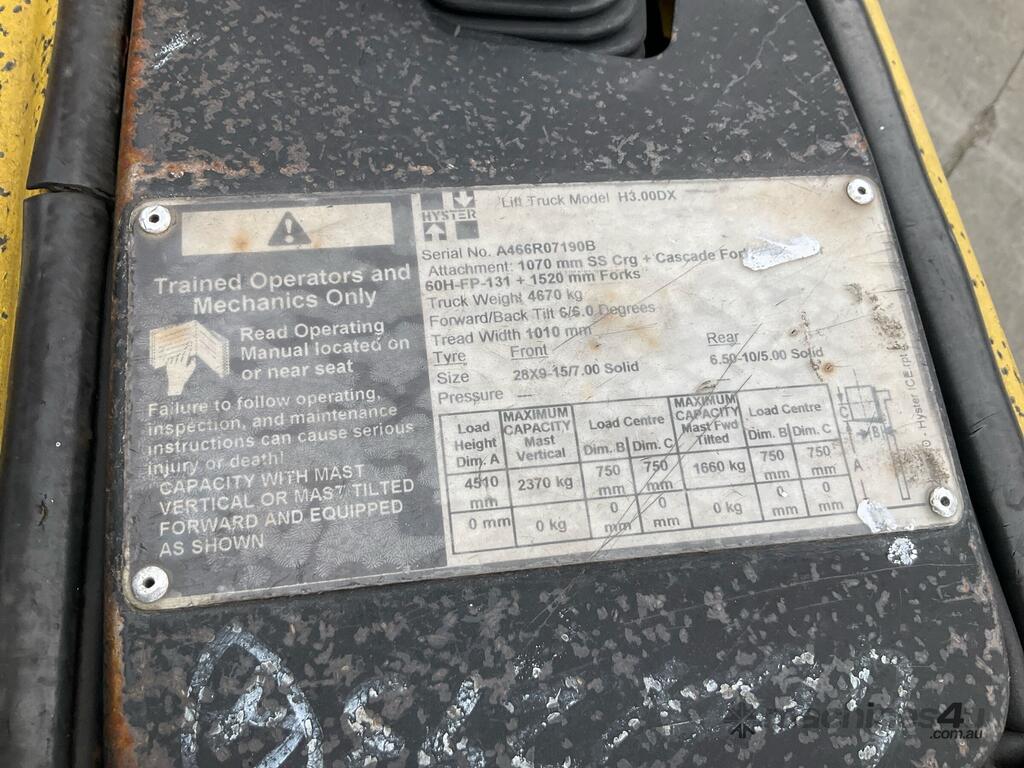 Trained Operators and
Mechanics Only
Read Operating
Manual located on
or near seat
Failure to follow operating,
inspection, and maintenance
instructions can cause serious
injury or death!
CAPACITY WITH MAST
VERTICAL OR MAST TILTED
FORWARD AND EQUIPPED
AS SHOWN
HYSTER
Lift Truck Model H3.00DX
Serial No. A466R07190B
Attachment: 1070 mm SS Crg + Cascade
60H-FP-131 + 1520 mm Forks
Truck Weight 4670 kg
Forward/Back Tilt 6/6.0 Degrees
Tread Width 1010 mm
Tyre Front Rear
Size 28X9-15/7.00 Solid 6.50-10/5.00 Solid
Pressure
Load Height Dim. A MAXIMUM CAPACITY Mast Vertical Load Centre Dim. B Dim. C MAXIMUM CAPACITY Mast Fwd Tilted Load Centre Dim. B Dim. C
4510 mm 2370 kg 750 mm 750 mm 1660 kg 750 mm 750 mm
0 mm 0 kg 0 mm 0 mm 0 kg 0 mm 0 mm
C
B
A
machines4u
.com.au